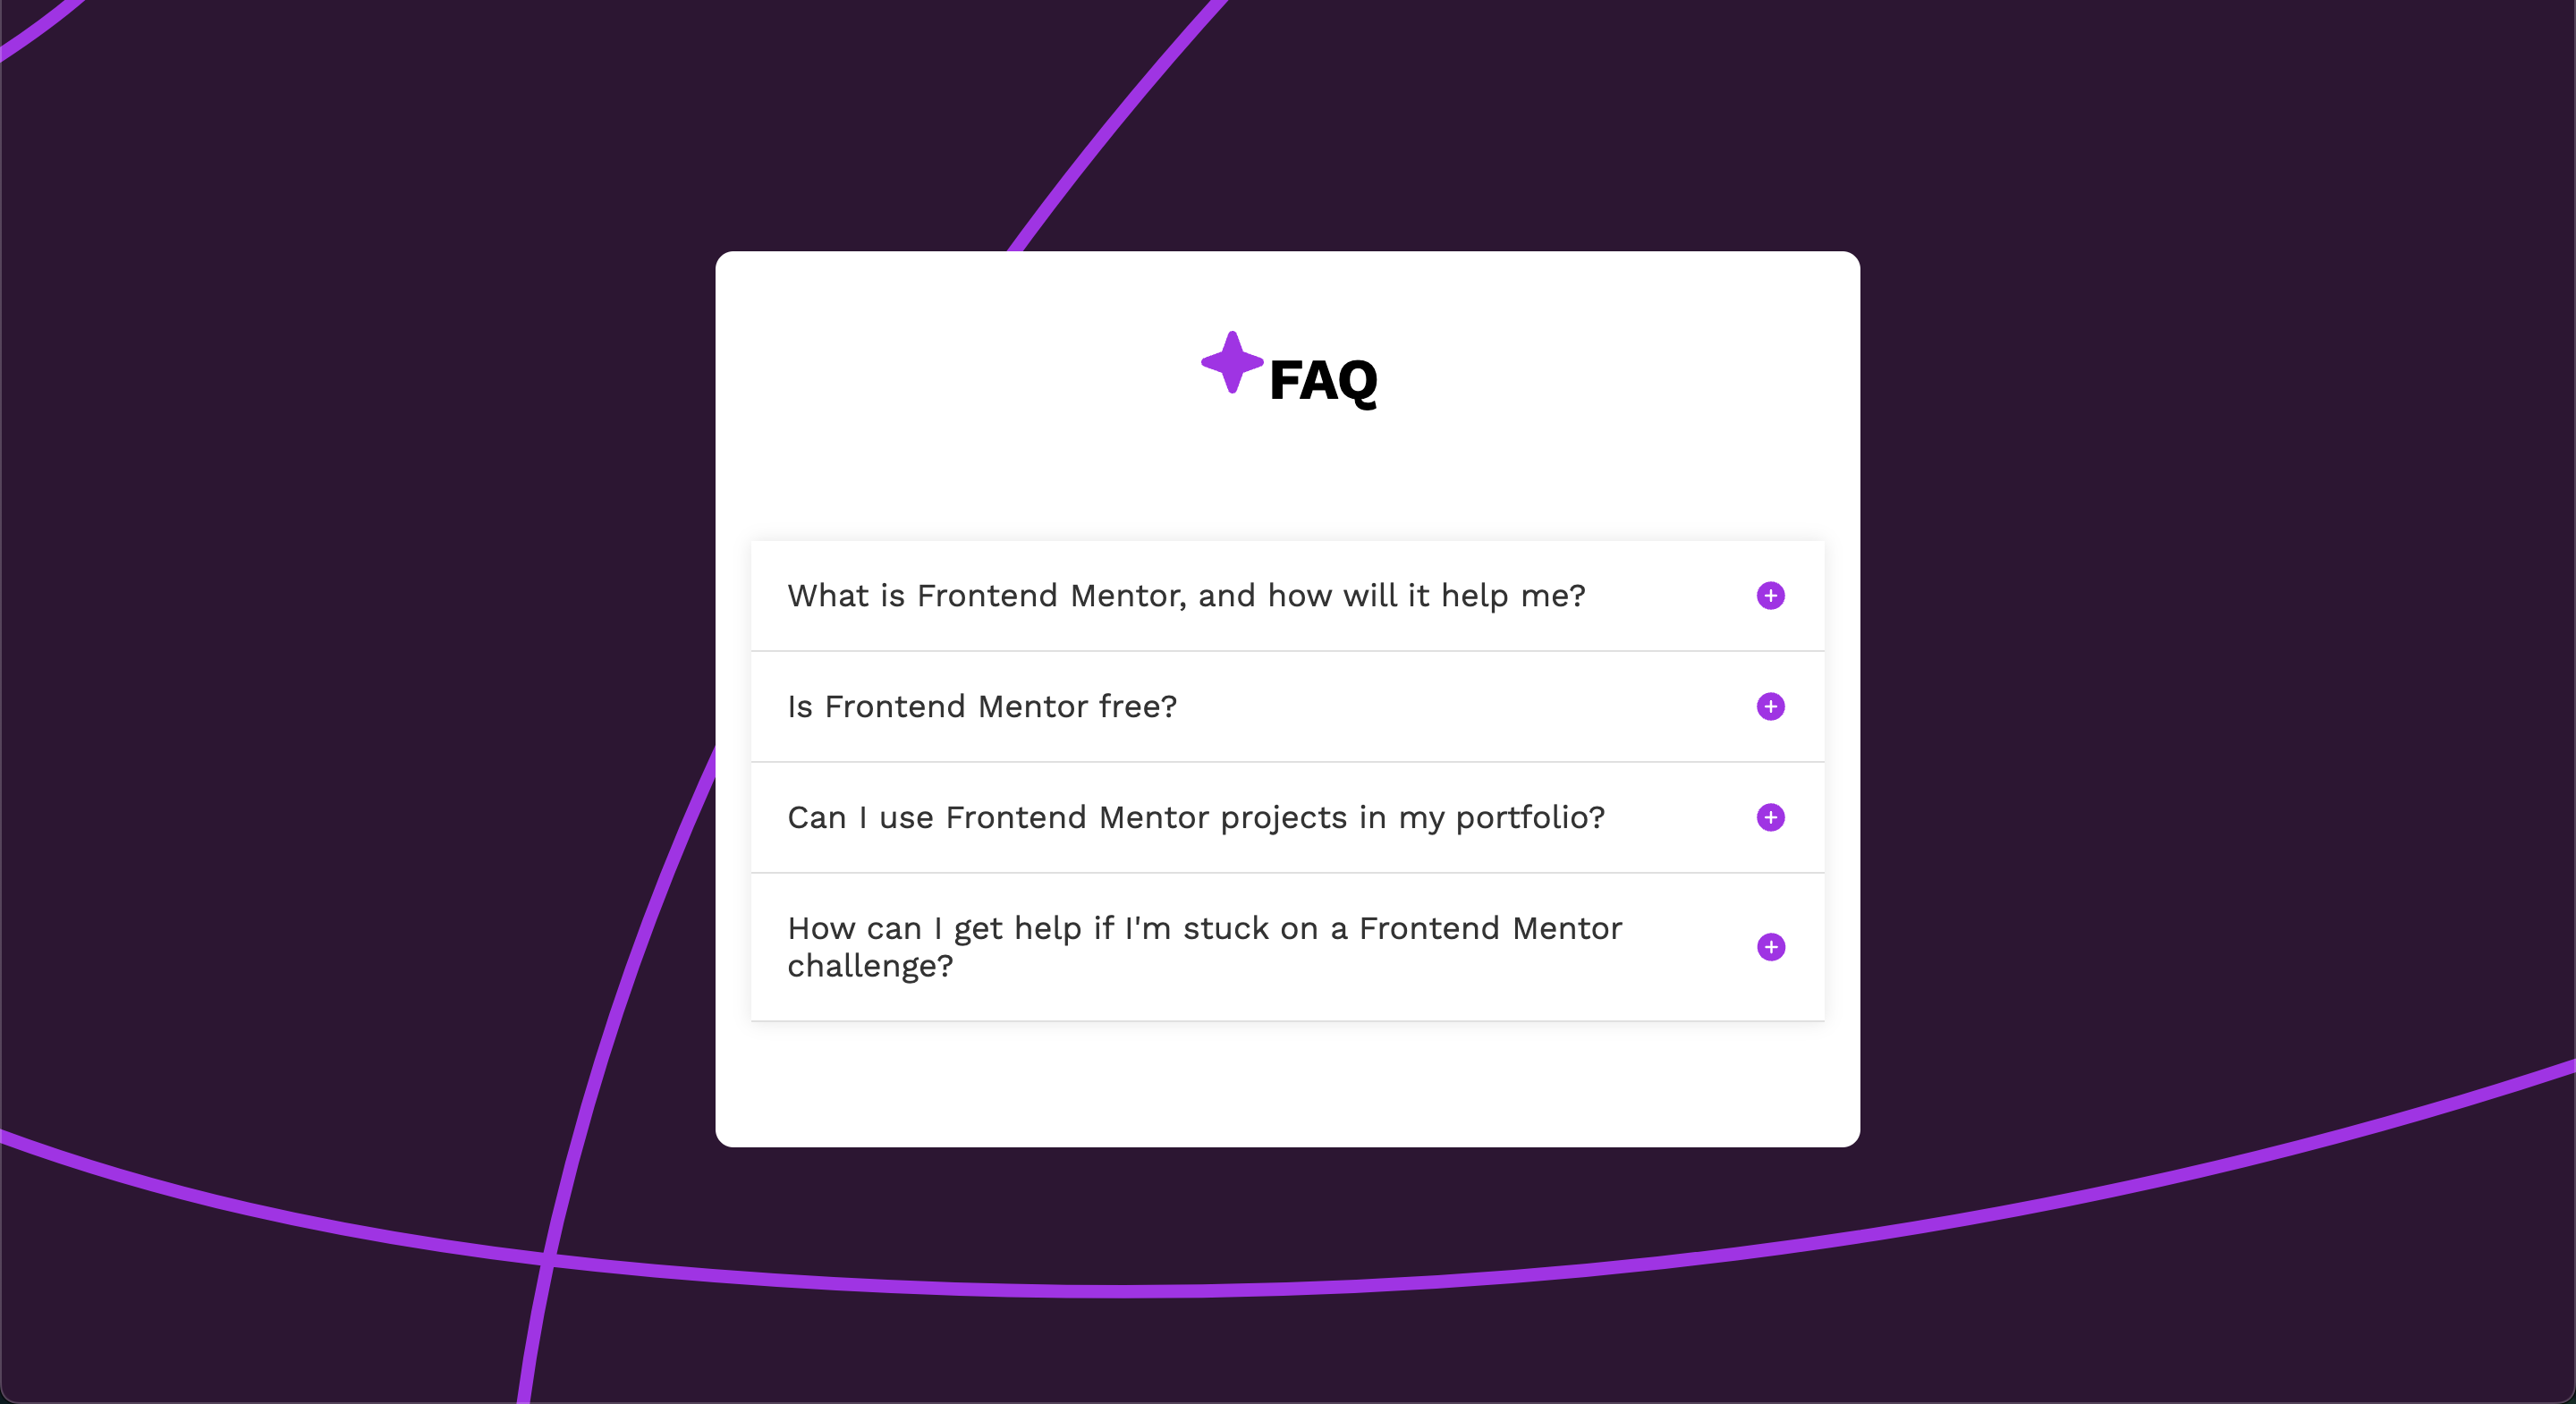 FAQ
What is Frontend Mentor, and how will it help me?
Is Frontend Mentor free?
Can I use Frontend Mentor projects in my portfolio?
How can I get help if I'm stuck on a Frontend Mentor
challenge?